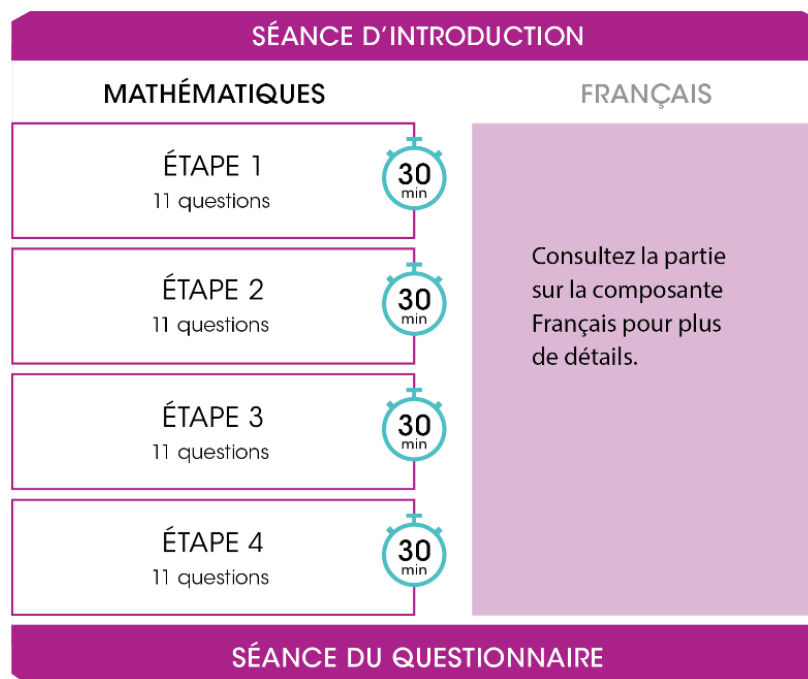 SÉANCE D’INTRODUCTION
MATHÉMATIQUES
FRANÇAIS
ÉTAPE 1
11 questions
30
min
ÉTAPE 2
11 questions
30
min
ÉTAPE 3
11 questions
30
min
ÉTAPE 4
11 questions
30
min
Consultez la partie
sur la composante
Français pour plus
de détails.
SÉANCE DU QUESTIONNAIRE